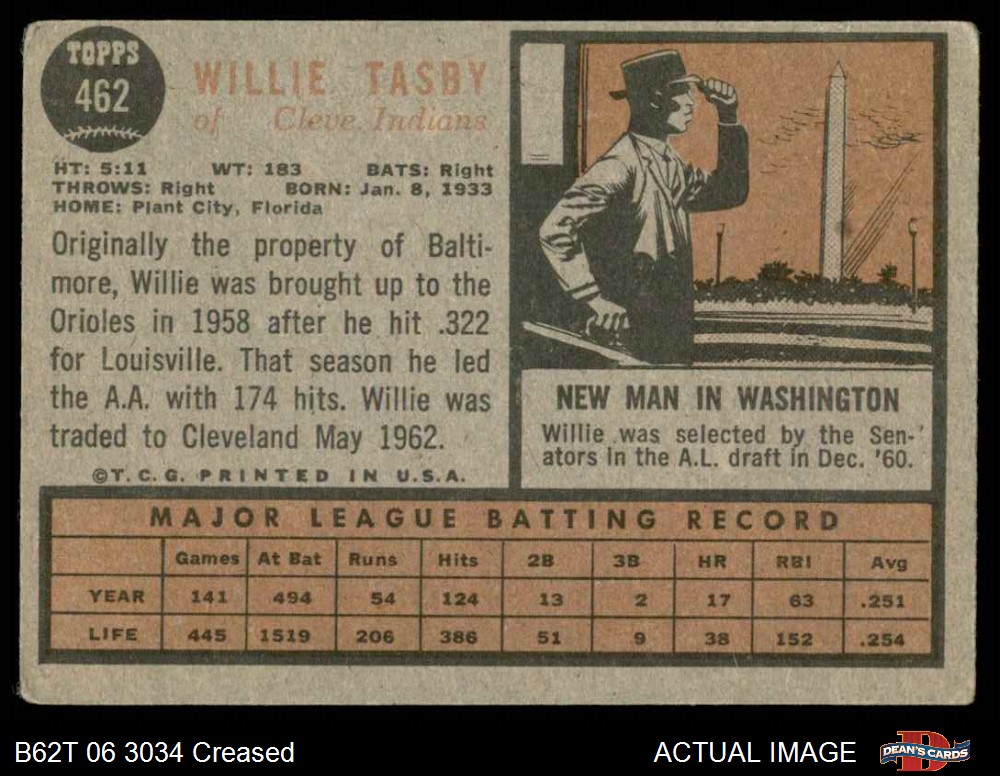 TOPPS
462
WILLIE TASBY
of Cleve. Indians
HT: 5:11 WT: 183 BATS: Right
THROWS: Right BORN: Jan. 8, 1933
HOME: Plant City, Florida
Originally the property of Balti-
more, Willie was brought up to the
Orioles in 1958 after he hit .322
for Louisville. That season he led
the A.A. with 174 hits. Willie was
traded to Cleveland May 1962.
©T.C.G. PRINTED IN U.S.A.
NEW MAN IN WASHINGTON
Willie was selected by the Sen-
ators in the A.L. draft in Dec. '60.
MAJOR LEAGUE BATTING RECORD
Games At Bat Runs Hits 2B 3B HR RBI Avg
YEAR 141 494 54 124 13 2 17 63 .251
LIFE 445 1519 206 386 51 9 38 152 .254
B62T 06 3034 Creased
ACTUAL IMAGE
D
DEAN'S CARDS